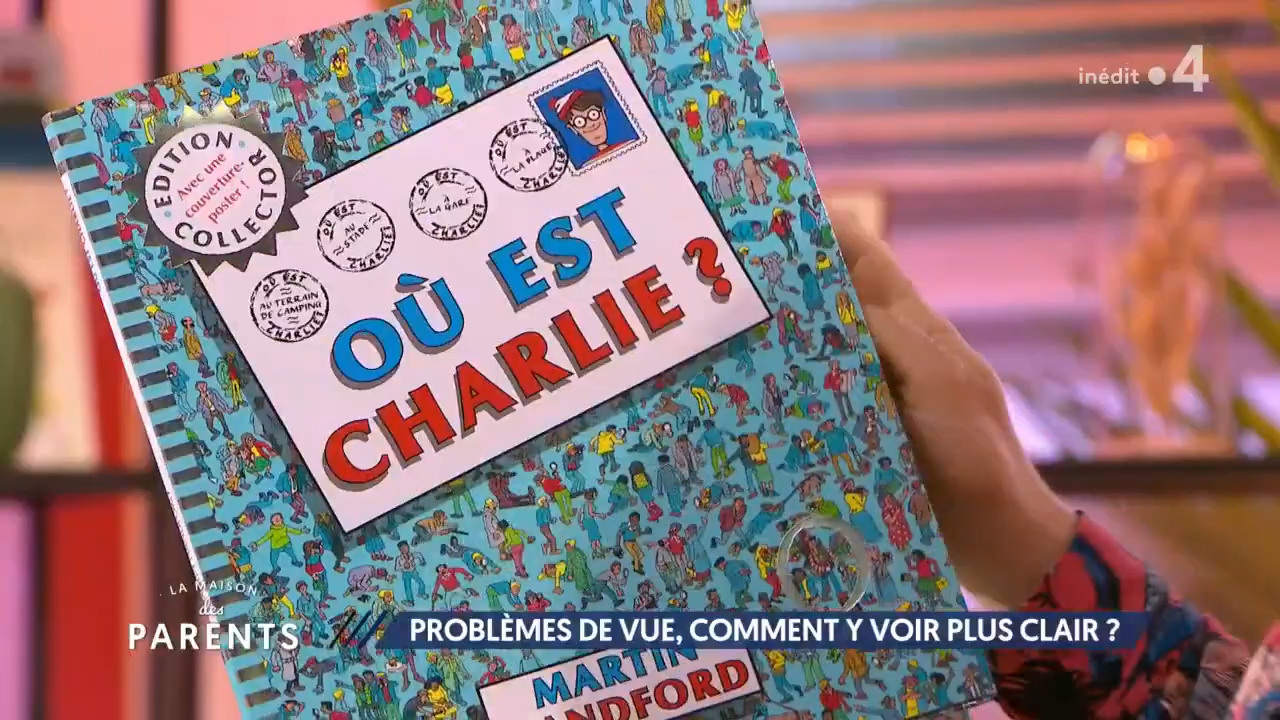 inédit 4
EDITION
Avec une
couverture-
poster !
COLLECTOR
OÙ EST
À
LA PLAGE
CHARLIE
OÙ EST
À
LA GARE
CHARLIE
OÙ EST
AU
STADE
CHARLIE
OÙ EST
AU TERRAIN
DE CAMPING
CHARLIE
OÙ EST
CHARLIE ?
LA MAISON
des
PARENTS
PROBLÈMES DE VUE, COMMENT Y VOIR PLUS CLAIR ?
MARTIN
ANDFORD